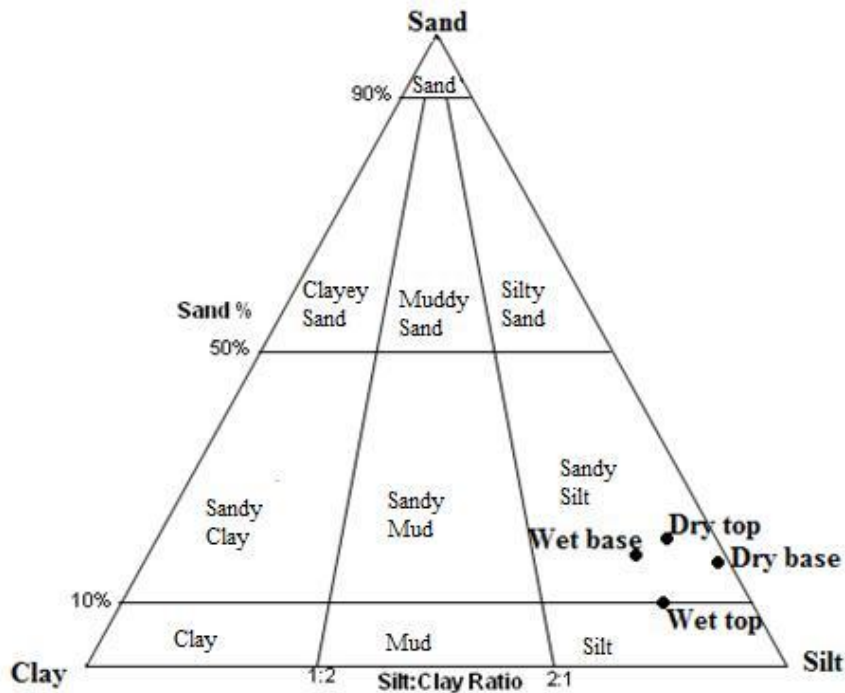 Sand
90%
Sand
Clayey
Sand
Muddy
Sand
Silty
Sand
Sand %
50%
Sandy
Clay
Sandy
Mud
Sandy
Silt
Dry top
Wet base
Dry base
10%
Wet top
Clay
Mud
Silt
Clay
1:2
Silt:Clay Ratio
2:1
Silt